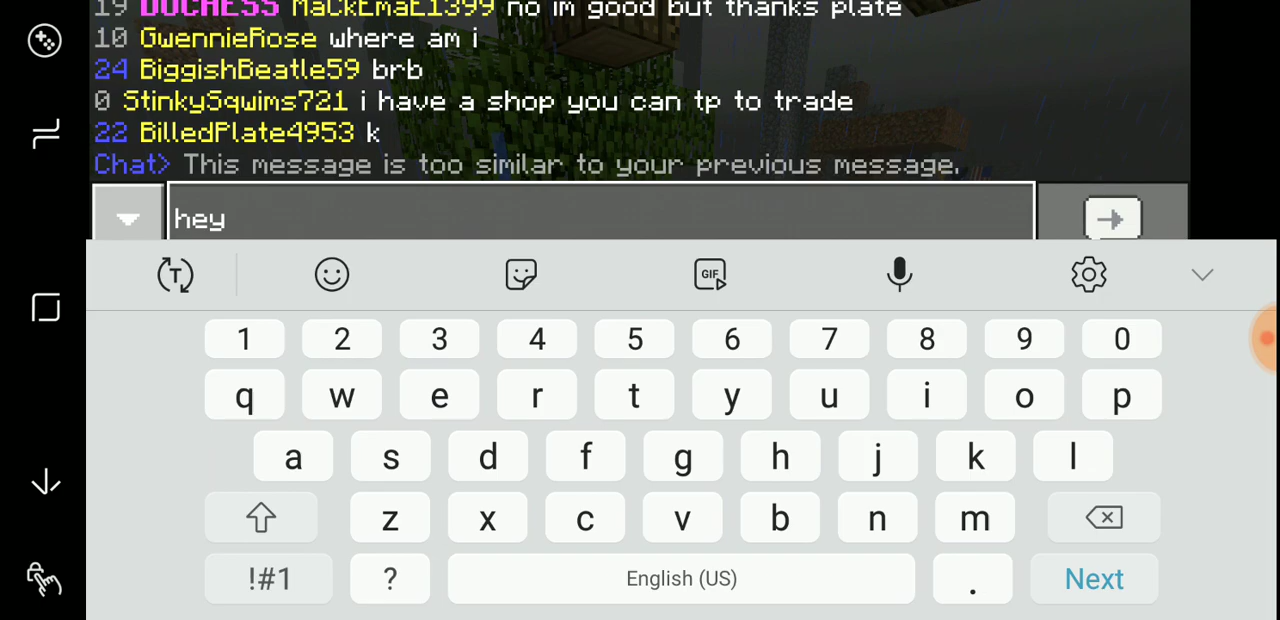 19 DUCHESS MaCkEmaE1399 no im good but thanks plate
10 GwennieRose where am i
24 BiggishBeatle59 brb
0 StinkySqwims721 i have a shop you can tp to trade
22 BilledPlate4953 k
Chat> This message is too similar to your previous message.
hey
T GIF
1 2 3 4 5 6 7 8 9 0
q w e r t y u i o p
a s d f g h j k l
z x c v b n m
!#1 ? English (US) . Next